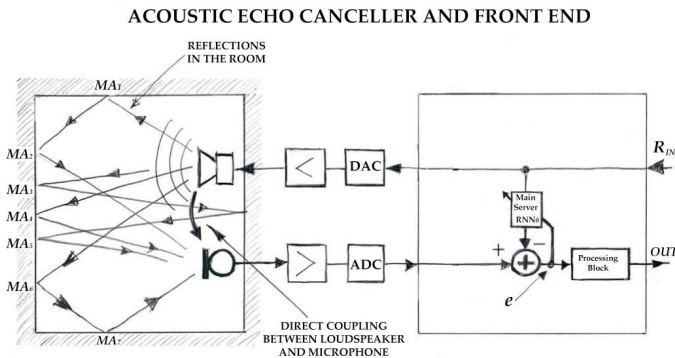 ACOUSTIC ECHO CANCELLER AND FRONT END
REFLECTIONS
IN THE ROOM
MA₁
MA₂
MA₃
MA₄
MA₅
MA₆
MA₇
<
DAC
R_IN
Main
Server
RNN₀
−
+
+
>
ADC
Processing
Block
OUT
e
DIRECT COUPLING
BETWEEN LOUDSPEAKER
AND MICROPHONE